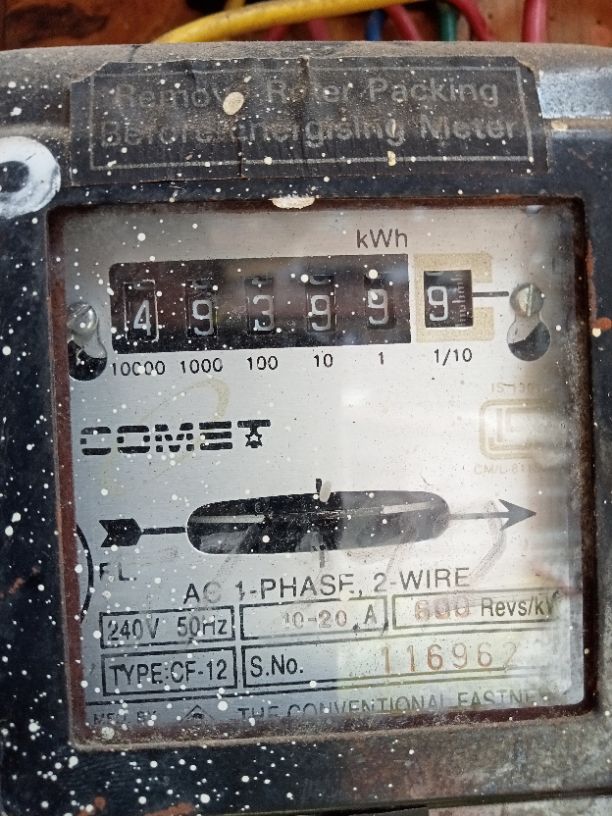 Remove Roter Packing
Before Energising Meter
kWh
4 9 3 9 9 9
10000 1000 100 10 1 1/10
COMET
F.L.
AC 1-PHASE, 2-WIRE
240V 50Hz 10-20 A 600 Revs/kW
TYPE:CF-12 S.No. 116962
THE CONVENTIONAL FASTNE